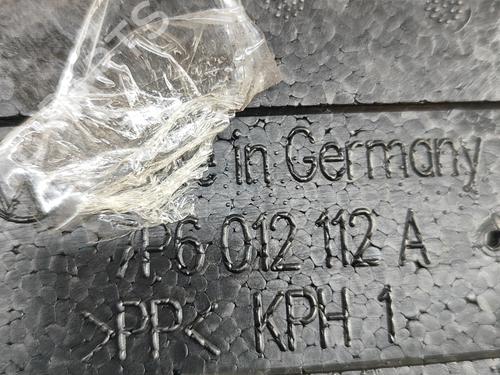 in Germany
7P6 012 112 A
>PP< KPH 1